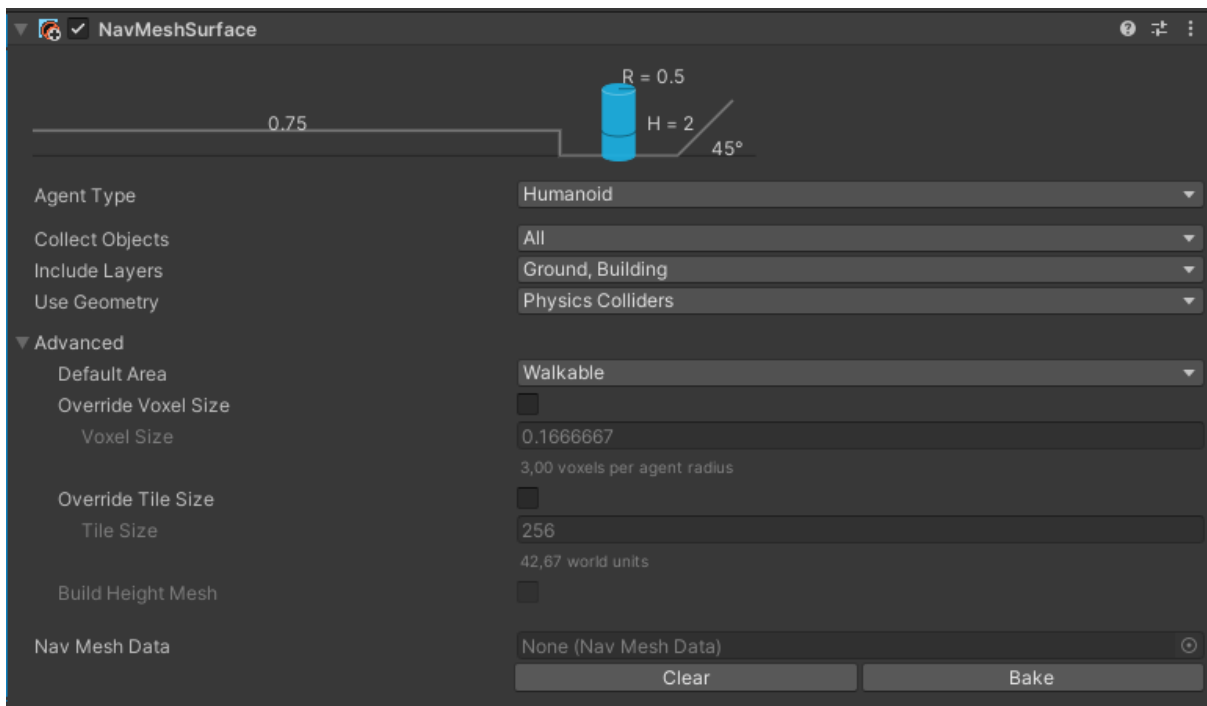 NavMeshSurface
R = 0.5
0.75
H = 2
45°
Agent Type Humanoid
Collect Objects All
Include Layers Ground, Building
Use Geometry Physics Colliders
Advanced
Default Area Walkable
Override Voxel Size
Voxel Size 0.1666667
3,00 voxels per agent radius
Override Tile Size
Tile Size 256
42,67 world units
Build Height Mesh
Nav Mesh Data None (Nav Mesh Data)
Clear Bake